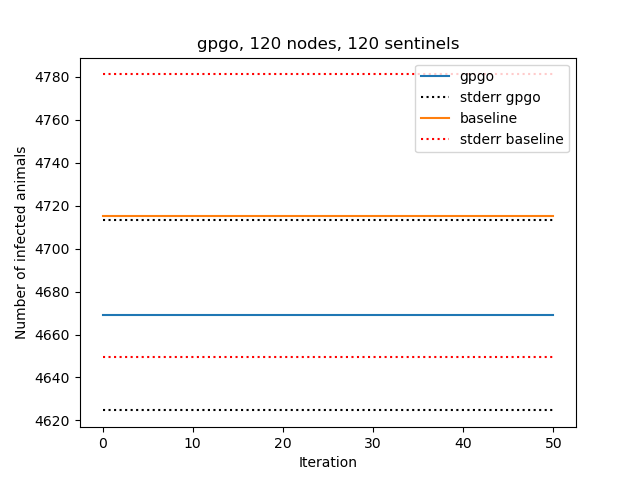 gpgo, 120 nodes, 120 sentinels
Number of infected animals
4780
4760
4740
4720
4700
4680
4660
4640
4620
gpgo
stderr gpgo
baseline
stderr baseline
0 10 20 30 40 50
Iteration